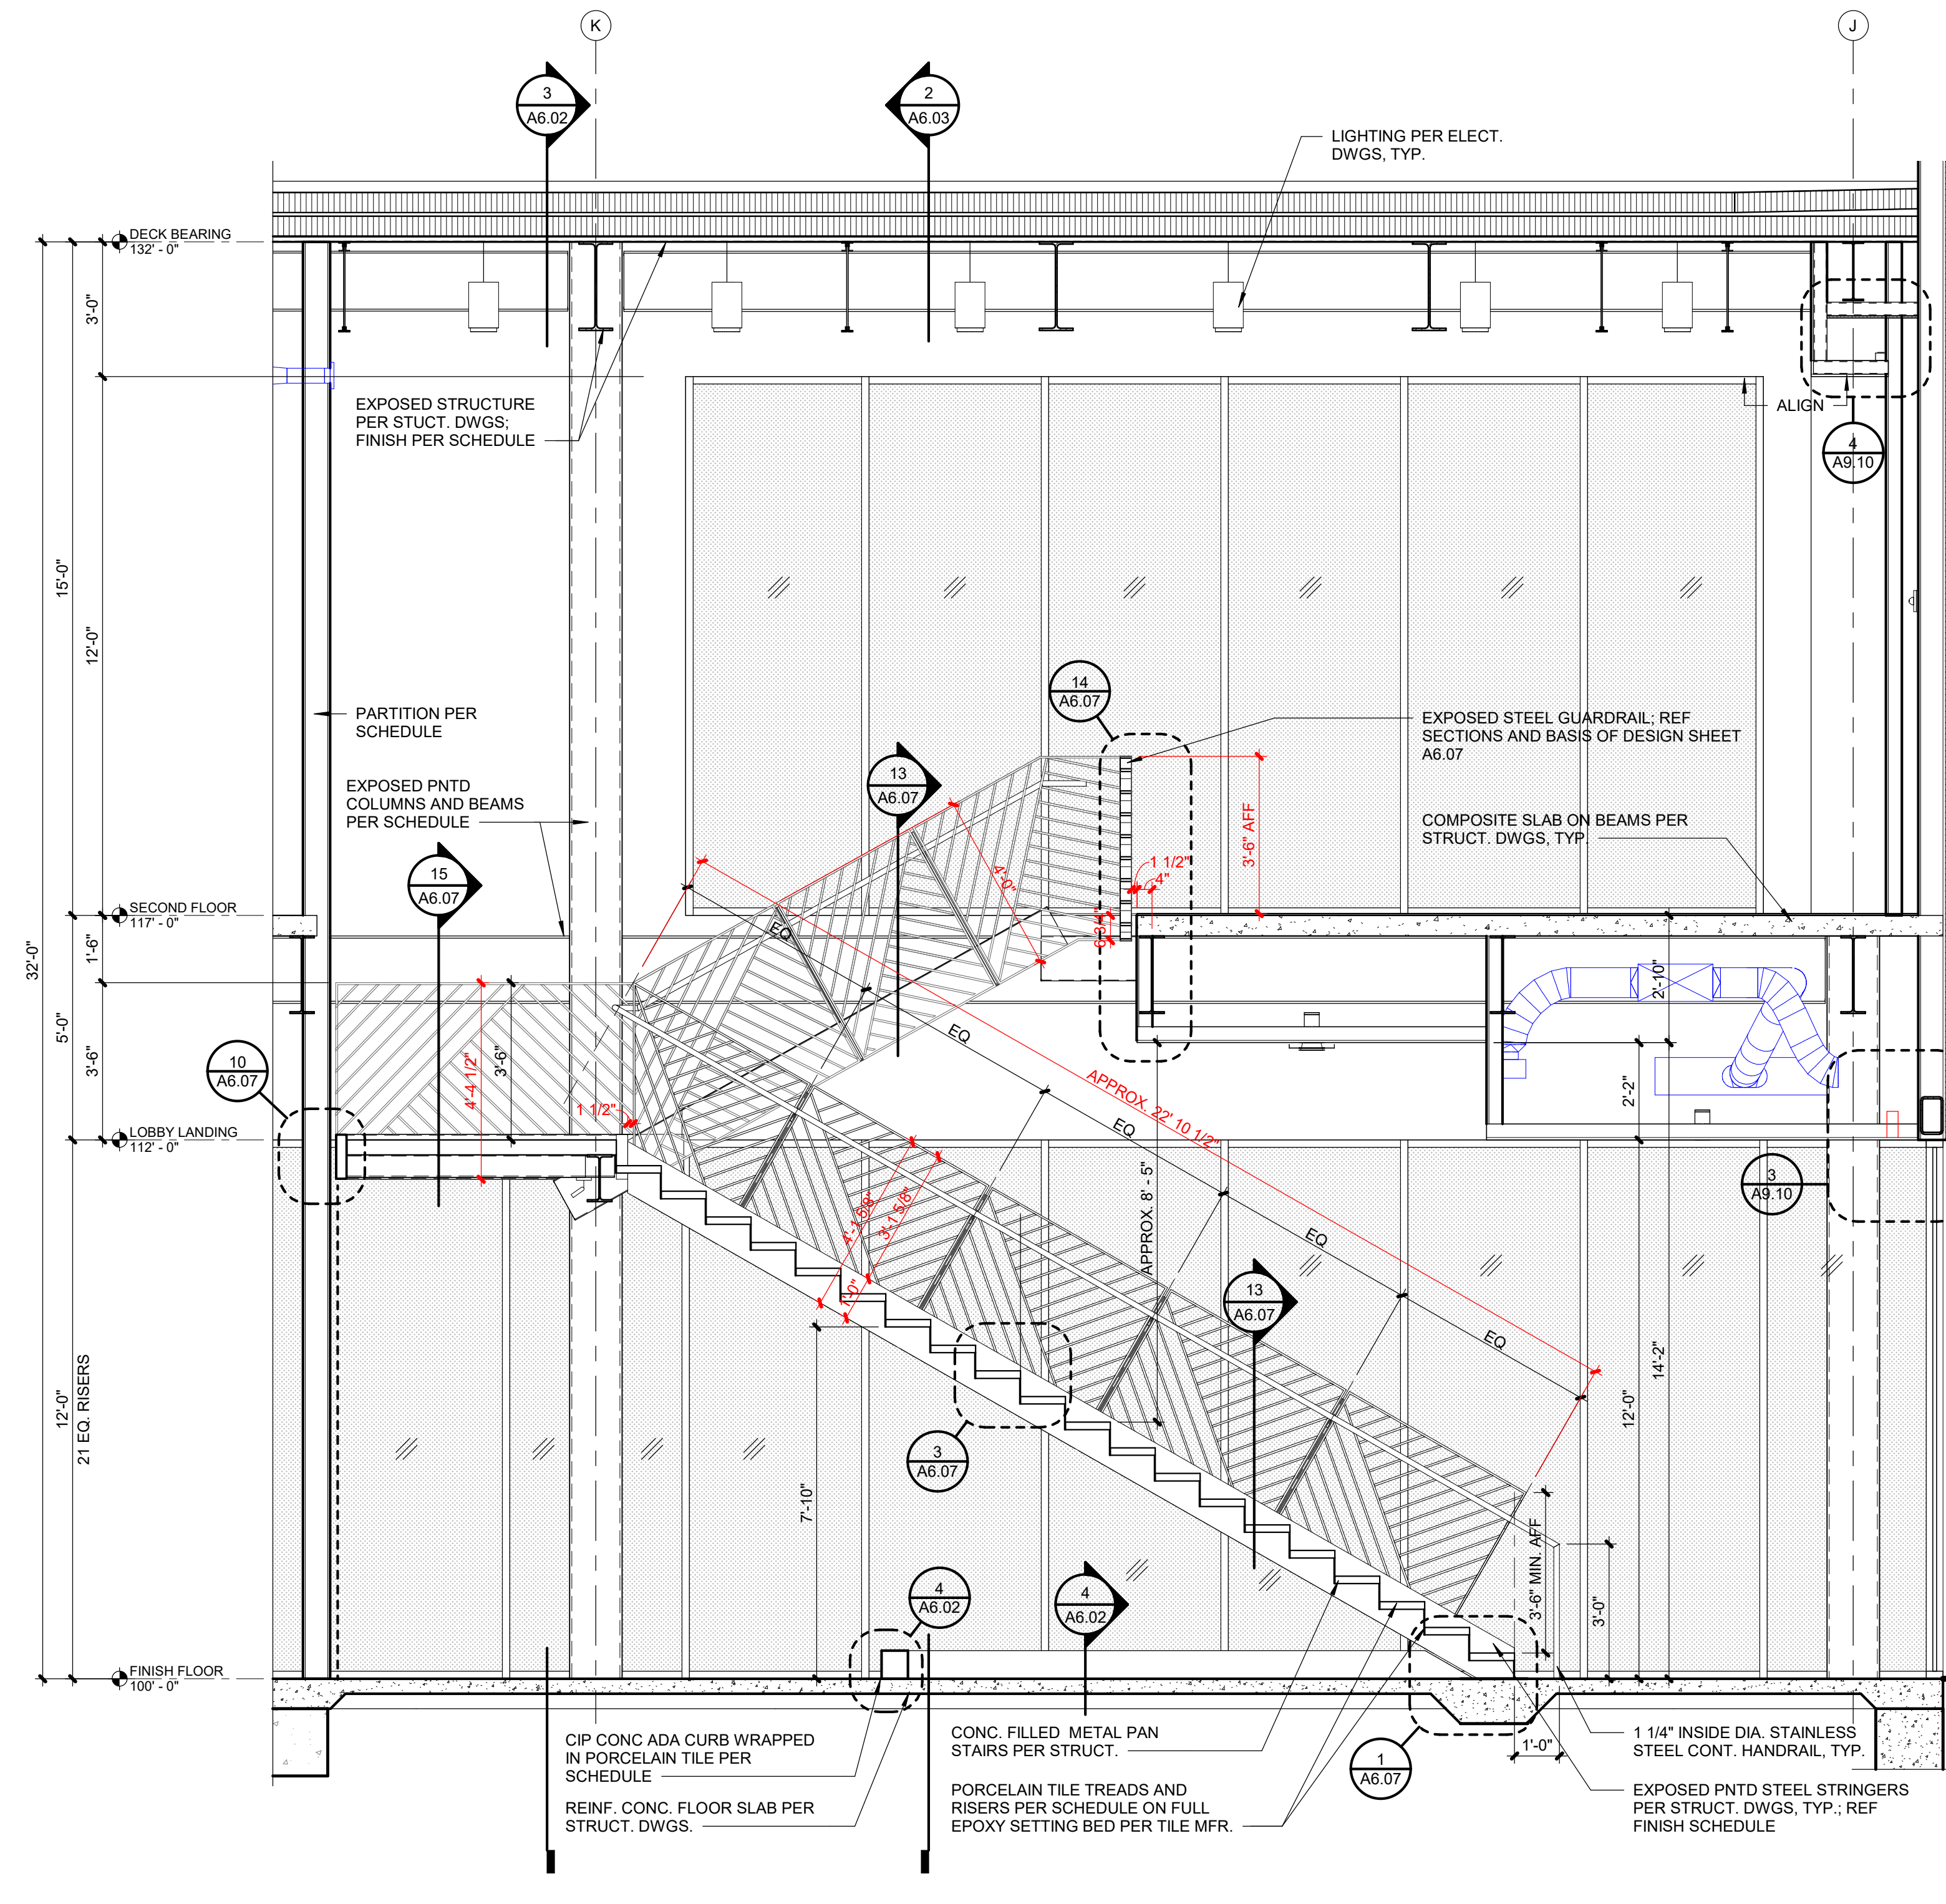 K
J
3
A6.02
2
A6.03
LIGHTING PER ELECT.
DWGS, TYP.
DECK BEARING
132' - 0"
3'-0"
EXPOSED STRUCTURE
PER STUCT. DWGS;
FINISH PER SCHEDULE
ALIGN
4
A9.10
15'-0"
12'-0"
32'-0"
PARTITION PER
SCHEDULE
14
A6.07
EXPOSED STEEL GUARDRAIL; REF
SECTIONS AND BASIS OF DESIGN SHEET
A6.07
EXPOSED PNTD
COLUMNS AND BEAMS
PER SCHEDULE
13
A6.07
3'-6" AFF
COMPOSITE SLAB ON BEAMS PER
STRUCT. DWGS, TYP.
15
A6.07
4'-0"
1 1/2"
4"
6 3/4"
SECOND FLOOR
117' - 0"
1'-6"
5'-0"
3'-6"
EQ
EQ
EQ
EQ
EQ
APPROX. 22' 10 1/2"
2'-10"
2'-2"
10
A6.07
4'-4 1/2"
3'-6"
1 1/2"
LOBBY LANDING
112' - 0"
4'-1 5/8"
3'-1 5/8"
1'-0"
APPROX. 8' - 5"
3
A9.10
13
A6.07
12'-0"
21 EQ. RISERS
7'-10"
3
A6.07
14'-2"
12'-0"
3'-6" MIN. AFF
3'-0"
4
A6.02
4
A6.02
FINISH FLOOR
100' - 0"
CIP CONC ADA CURB WRAPPED
IN PORCELAIN TILE PER
SCHEDULE
REINF. CONC. FLOOR SLAB PER
STRUCT. DWGS.
CONC. FILLED METAL PAN
STAIRS PER STRUCT.
PORCELAIN TILE TREADS AND
RISERS PER SCHEDULE ON FULL
EPOXY SETTING BED PER TILE MFR.
1
A6.07
1'-0"
1 1/4" INSIDE DIA. STAINLESS
STEEL CONT. HANDRAIL, TYP.
EXPOSED PNTD STEEL STRINGERS
PER STRUCT. DWGS, TYP.; REF
FINISH SCHEDULE